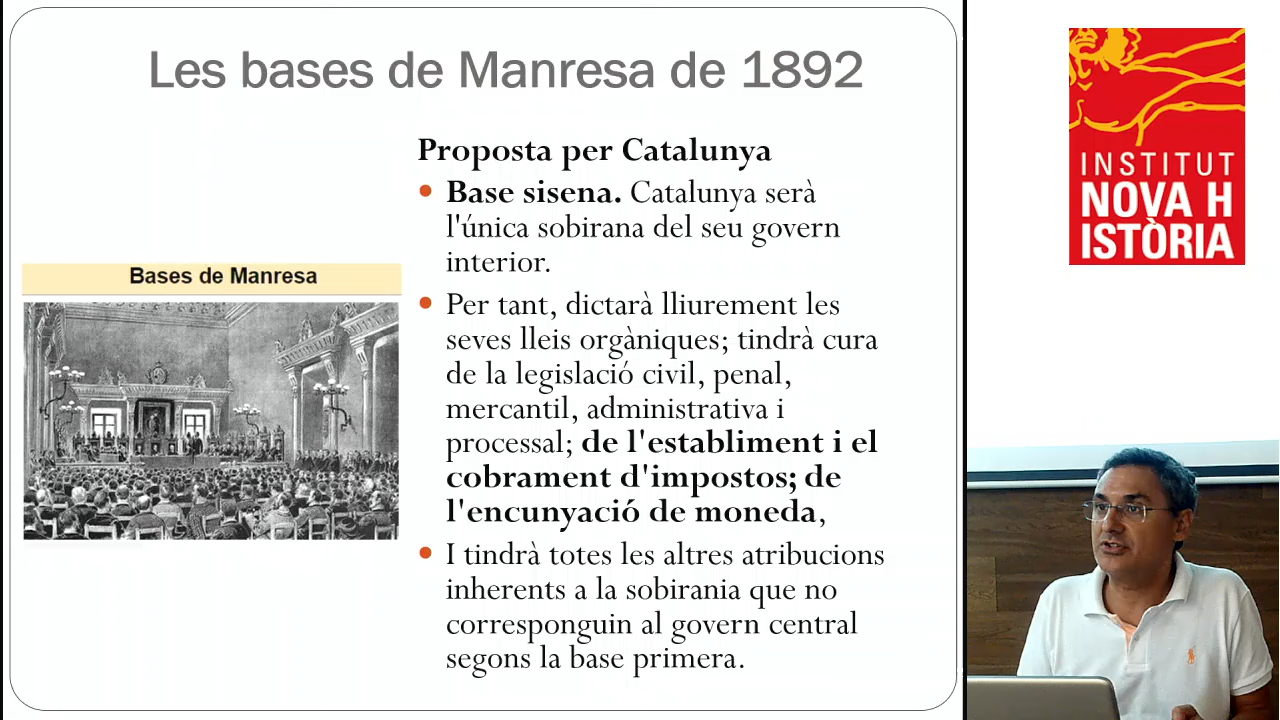 Les bases de Manresa de 1892
Bases de Manresa
Proposta per Catalunya
Base sisena. Catalunya serà
l'única sobirana del seu govern
interior.
Per tant, dictarà lliurement les
seves lleis orgàniques; tindrà cura
de la legislació civil, penal,
mercantil, administrativa i
processal; de l'establiment i el
cobrament d'impostos; de
l'encunyació de moneda,
I tindrà totes les altres atribucions
inherents a la sobirania que no
corresponguin al govern central
segons la base primera.
INSTITUT
NOVA H
ISTÒRIA